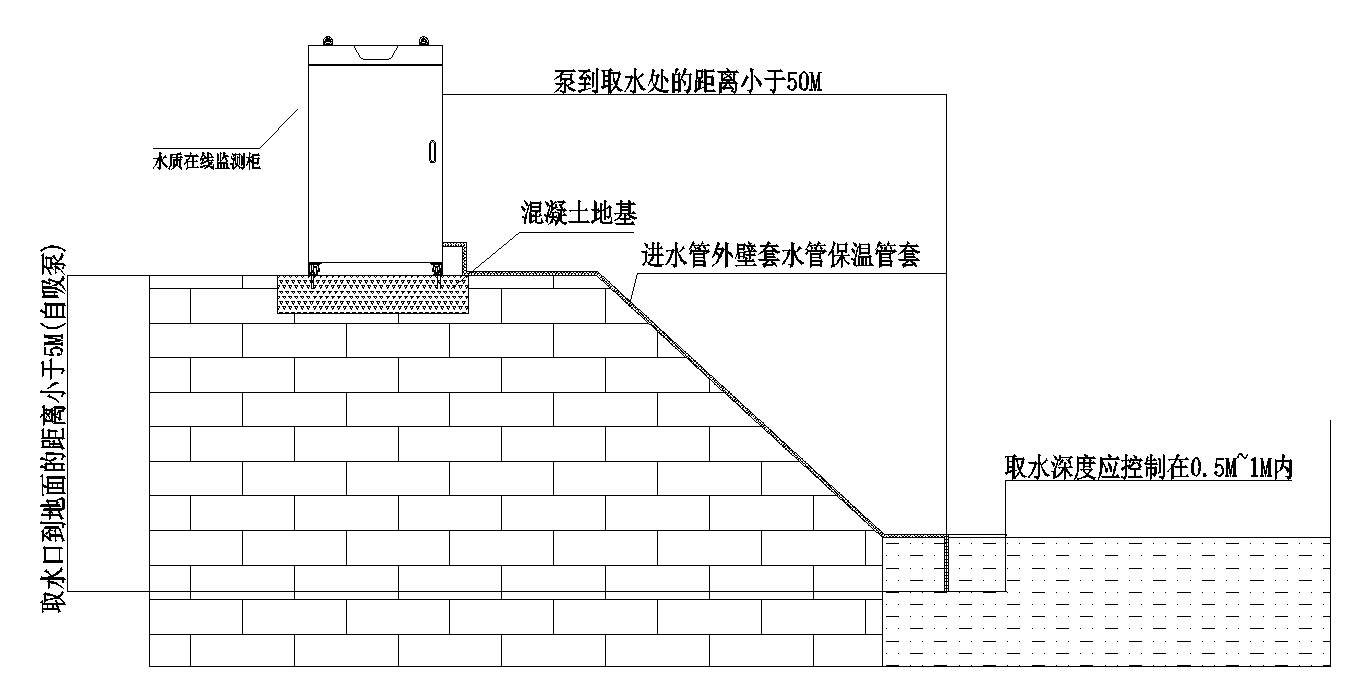 泵到取水处的距离小于50M
水质在线监测柜
混凝土地基
进水管外壁套水管保温管套
取水口到地面的距离小于5M(自吸泵)
取水深度应控制在0.5M~1M内